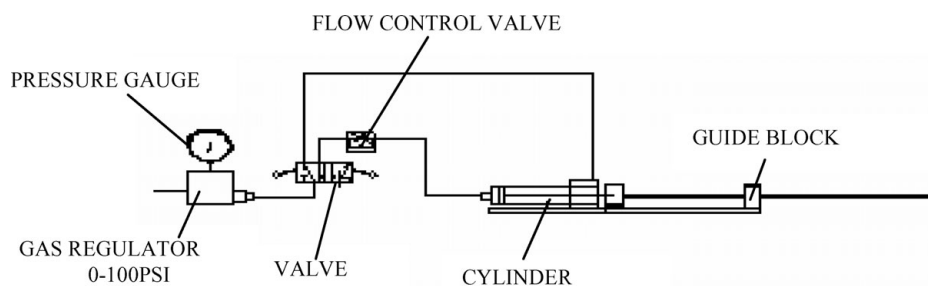 FLOW CONTROL VALVE
PRESSURE GAUGE
GUIDE BLOCK
GAS REGULATOR
0-100PSI
VALVE
CYLINDER